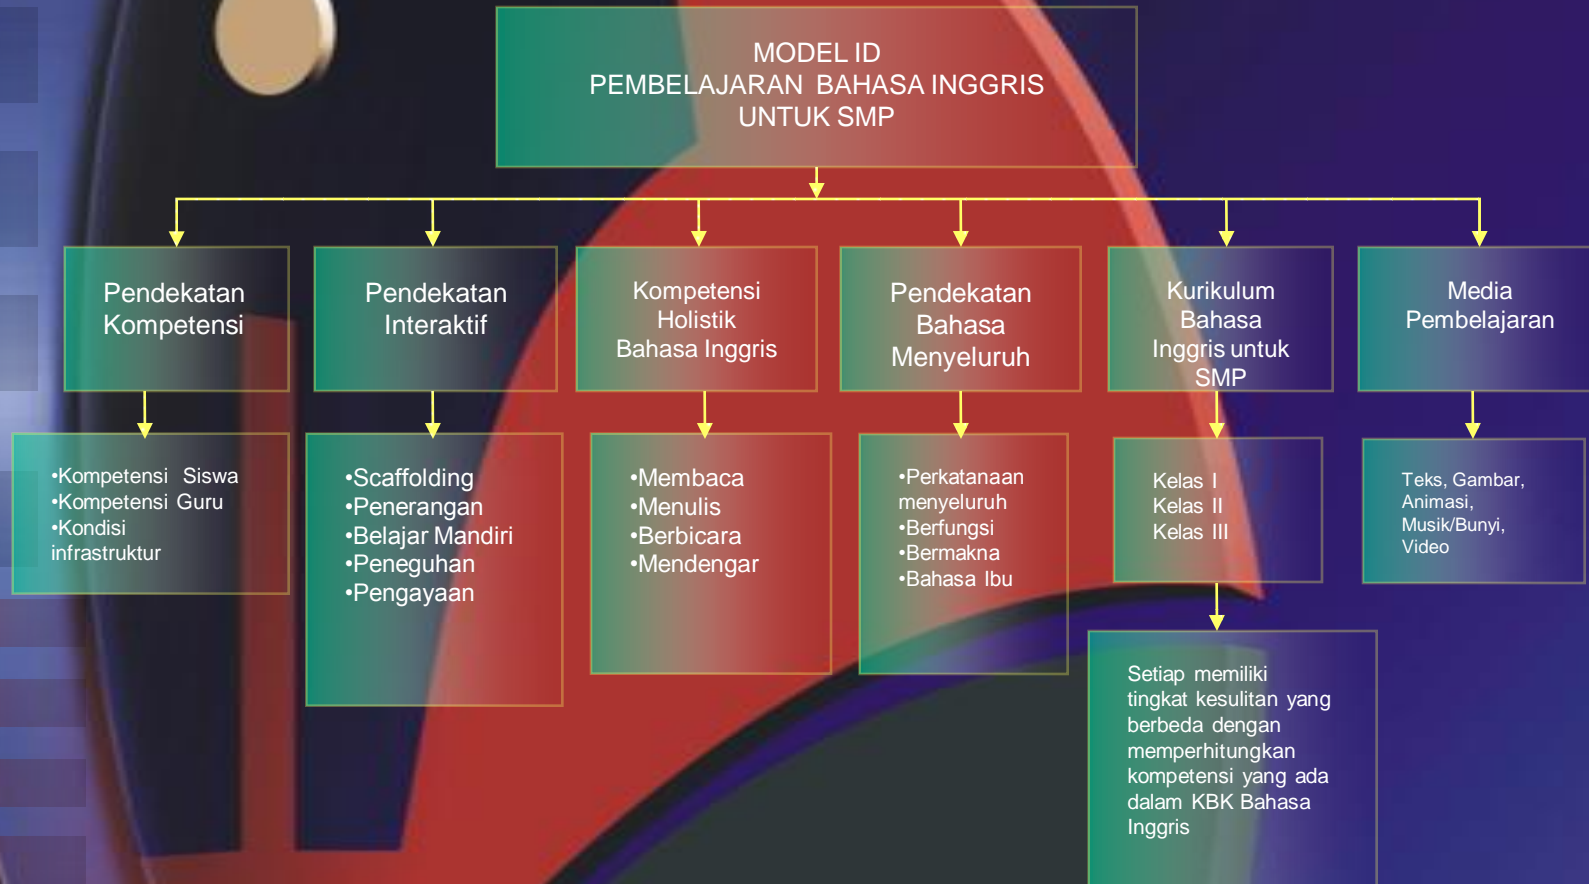 MODEL ID
PEMBELAJARAN BAHASA INGGRIS
UNTUK SMP
Pendekatan
Kompetensi
Pendekatan
Interaktif
Kompetensi
Holistik
Bahasa Inggris
Pendekatan
Bahasa
Menyeluruh
Kurikulum
Bahasa
Inggris untuk
SMP
Media
Pembelajaran
•Kompetensi Siswa
•Kompetensi Guru
•Kondisi
infrastruktur
•Scaffolding
•Penerangan
•Belajar Mandiri
•Peneguhan
•Pengayaan
•Membaca
•Menulis
•Berbicara
•Mendengar
•Perkatanaan
menyeluruh
•Berfungsi
•Bermakna
•Bahasa Ibu
Kelas I
Kelas II
Kelas III
Teks, Gambar,
Animasi,
Musik/Bunyi,
Video
Setiap memiliki
tingkat kesulitan yang
berbeda dengan
memperhitungkan
kompetensi yang ada
dalam KBK Bahasa
Inggris